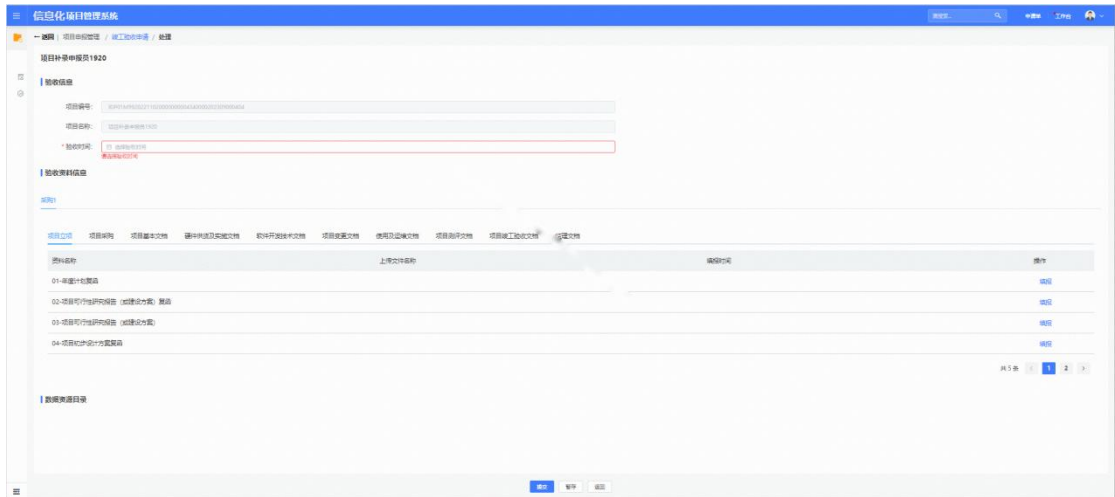 信息化项目管理系统
搜索... 申请单 工作台
←返回 | 项目申报管理 / 竣工验收申请 / 处理
项目补录申报员1920
验收信息
项目编号:
项目名称: 项目补录申报员1920
* 验收时间: 选择验收时间
请选择验收时间
验收资料信息
采购1
项目立项 项目采购 项目基本文档 硬件供货及实施文档 软件开发技术文档 项目变更文档 使用及运维文档 项目测评文档 项目竣工验收文档 监理文档
资料名称 上传文件名称 填报时间 操作
01-年度计划复函 填报
02-项目可行性研究报告（或建设方案）复函 填报
03-项目可行性研究报告（或建设方案） 填报
04-项目初步设计方案复函 填报
共 5 条 < 1 2 >
数据资源目录
提交 暂存 返回